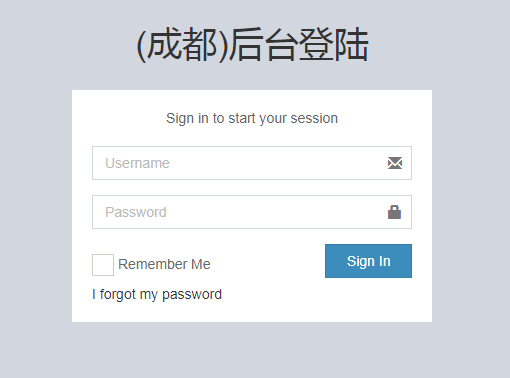 (成都)后台登陆
Sign in to start your session
Username
Password
Remember Me
Sign In
I forgot my password